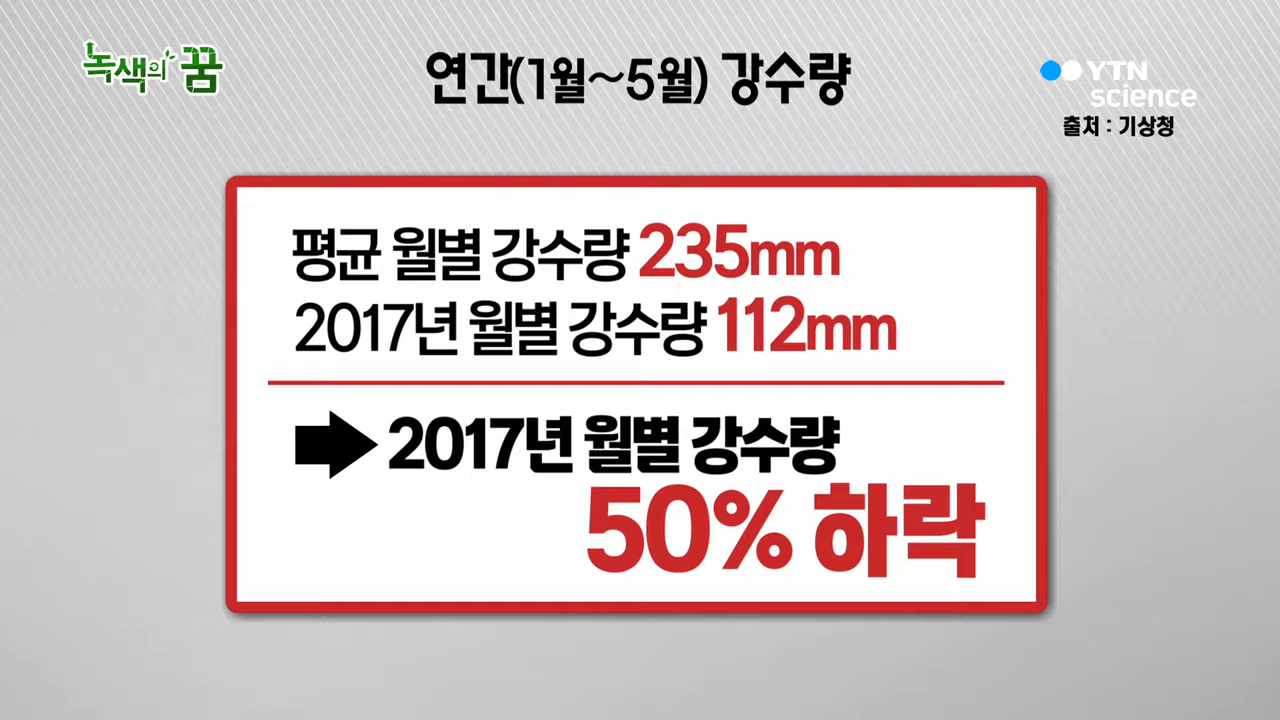 녹색의 꿈
연간(1월~5월) 강수량
YTN
science
출처 : 기상청
평균 월별 강수량 235mm
2017년 월별 강수량 112mm
2017년 월별 강수량
50% 하락